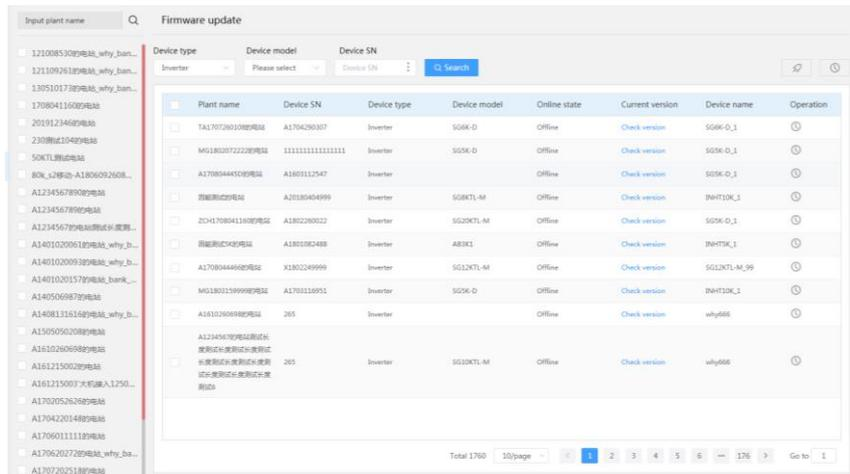 Input plant name
121008530的电站_why_ban...
121109261的电站_why_ban...
130510173的电站_why_ban...
1708041160的电站
201912346的电站
230测试104的电站
50KTL测试电站
80k_s2移动-A1806092608...
A1234567890的电站
A123456789的电站
A1234567的电站测试长度测...
A1401020061的电站_why_b...
A1401020093的电站_why_b...
A1401020157的电站_bank_...
A140506987的电站
A1408131616的电站_why_b...
A1505050208的电站
A1610260698的电站
A161215002的电站
A161215003'大机接入1250...
A1702052626的电站
A1704220148的电站
A1706011111的电站
A170620272的电站_why_ba...
A1707202518的电站
Firmware update
Device type Device model Device SN
Inverter Please select Device SN Search
Plant name Device SN Device type Device model Online state Current version Device name Operation
TA1707260108的电站 A1704290307 Inverter SG6K-D Offline Check version SG6K-D_1
MG1802072222的电站 1111111111111111 Inverter SG5K-D Offline Check version SG5K-D_1
A170804445D的电站 A1603112547 Inverter Offline Check version SG5K-D_1
测试的电站 A20180404999 Inverter SG8KTL-M Offline Check version INHT10K_1
ZCH1708041160的电站 A1802260022 Inverter SG20KTL-M Offline Check version SG5K-D_1
测试5K的电站 A1801082488 Inverter AB3K1 Offline Check version INHT5K_1
A1708044466的电站 X1802249999 Inverter SG12KTL-M Offline Check version SG12KTL-M_99
MG1803159999的电站 A1703116951 Inverter SG5K-D Offline Check version INHT10K_1
A1610260698的电站 265 Inverter Offline Check version why666
A1234567的电站测试长
度测试长度测试长度测试
长度测试长度测试长度测
试长度测试长度测试长度
测试6
265 Inverter SG10KTL-M Offline Check version why666
Total 1760 10/page < 1 2 3 4 5 6 ... 176 > Go to 1